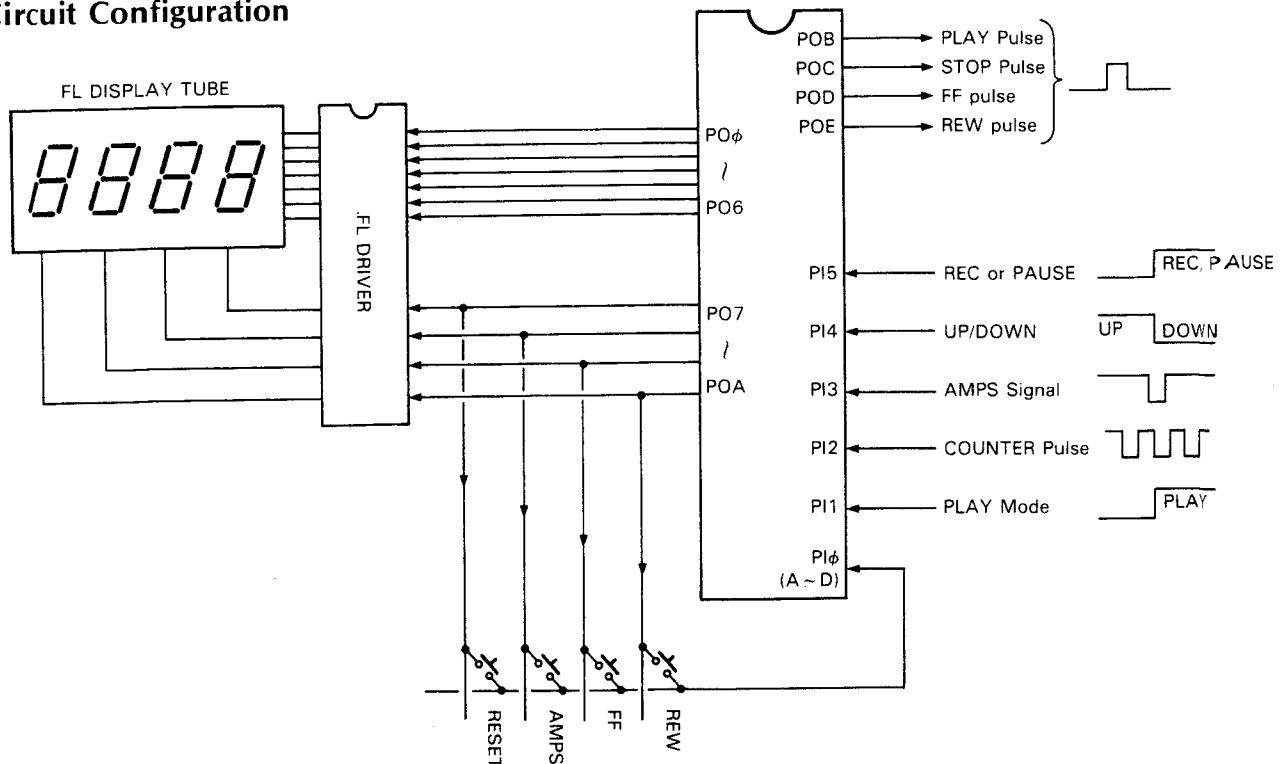 Circuit Configuration
FL DISPLAY TUBE
.FL DRIVER
POφ
≀
PO6
PO7
≀
POA
POB
POC
POD
POE
PLAY Pulse
STOP Pulse
FF pulse
REW pulse
PI5
REC or PAUSE
REC, PAUSE
PI4
UP/DOWN
UP
DOWN
PI3
AMPS Signal
PI2
COUNTER Pulse
PI1
PLAY Mode
PLAY
PIφ
(A ~ D)
RESET
AMPS
FF
REW